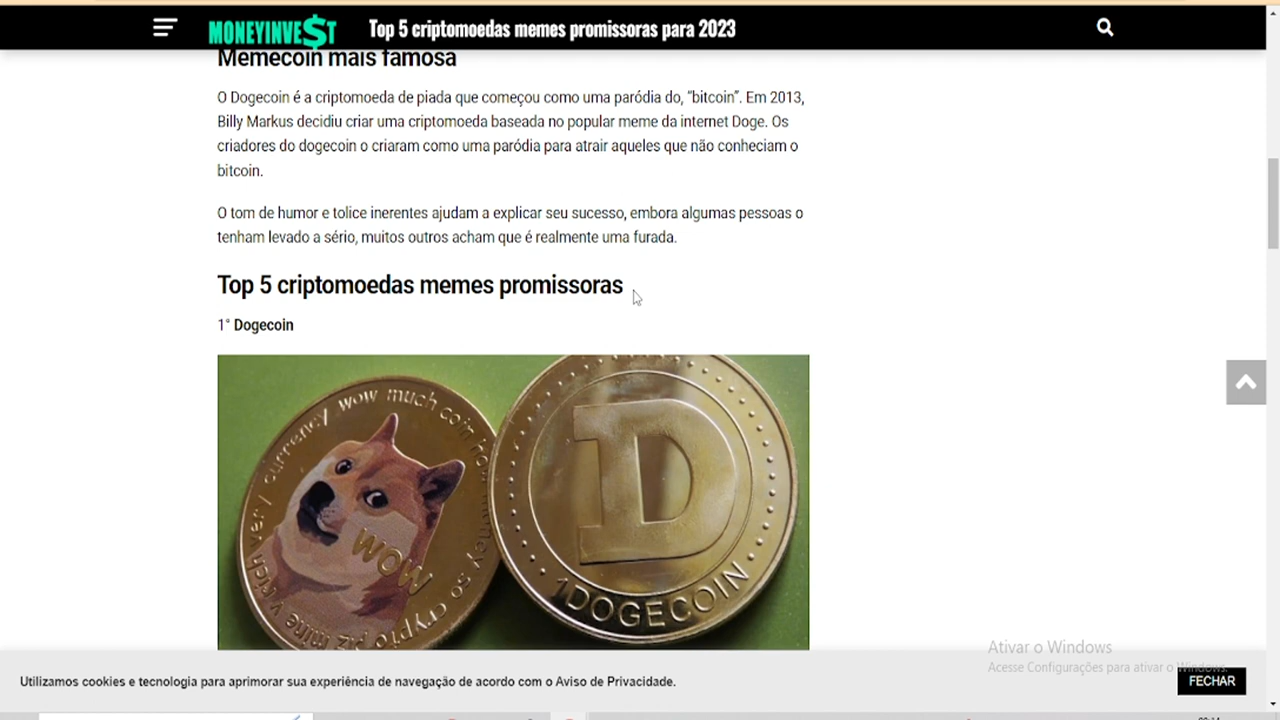 MONEYINVE$T
Top 5 criptomoedas memes promissoras para 2023
Memecoin mais famosa
O Dogecoin é a criptomoeda de piada que começou como uma paródia do, “bitcoin”. Em 2013,
Billy Markus decidiu criar uma criptomoeda baseada no popular meme da internet Doge. Os
criadores do dogecoin o criaram como uma paródia para atrair aqueles que não conheciam o
bitcoin.
O tom de humor e tolice inerentes ajudam a explicar seu sucesso, embora algumas pessoas o
tenham levado a sério, muitos outros acham que é realmente uma furada.
Top 5 criptomoedas memes promissoras
1° Dogecoin
very currency wow much coin how money so crypto plz mine v rich
WOW
D
1 DOGECOIN
Ativar o Windows
Acesse Configurações para ativar o Windows.
Utilizamos cookies e tecnologia para aprimorar sua experiência de navegação de acordo com o Aviso de Privacidade.
FECHAR